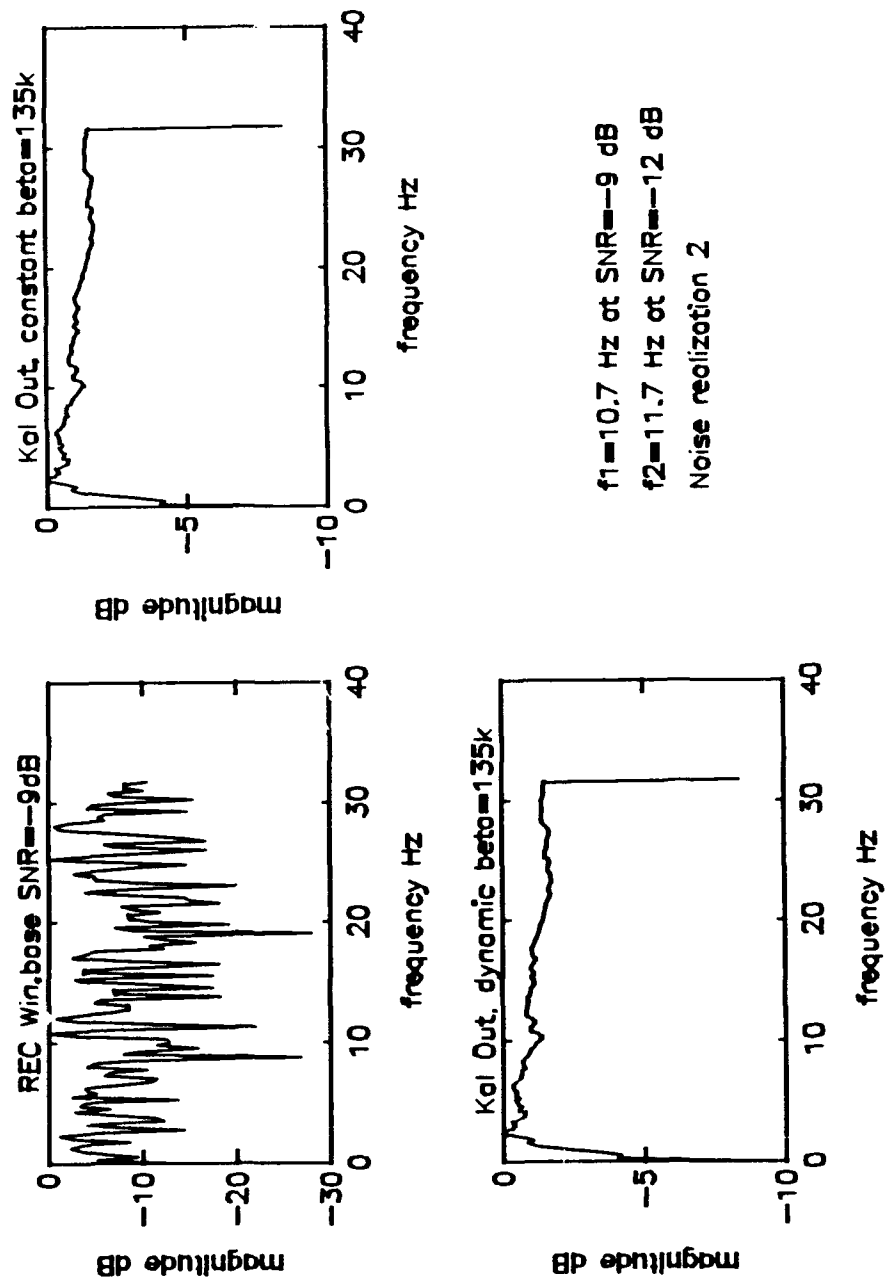 REC Win,base SNR=-9dB
magnitude dB
0
-10
-20
-30
0 10 20 30 40
frequency Hz
Kal Out, constant beta=135k
magnitude dB
0
-5
-10
0 10 20 30 40
frequency Hz
Kal Out, dynamic beta=135k
magnitude dB
0
-5
-10
0 10 20 30 40
frequency Hz
f1=10.7 Hz at SNR=-9 dB
f2=11.7 Hz at SNR=-12 dB
Noise realization 2